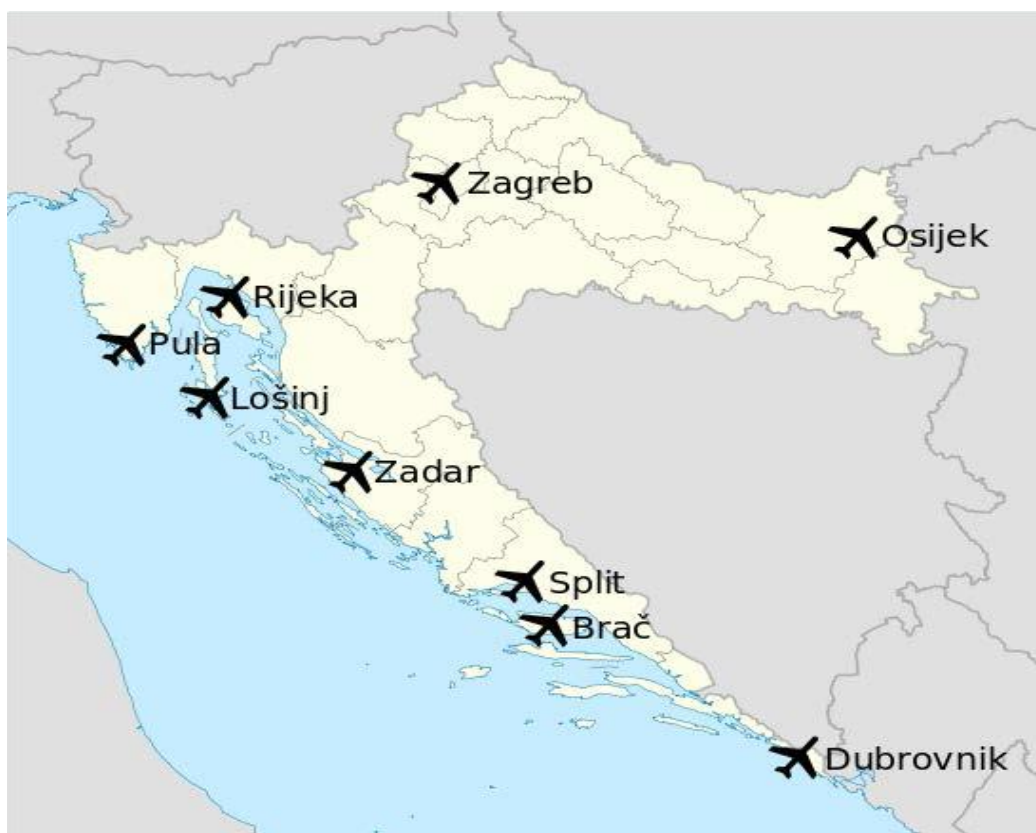 Zagreb
Osijek
Rijeka
Pula
Lošinj
Zadar
Split
Brač
Dubrovnik